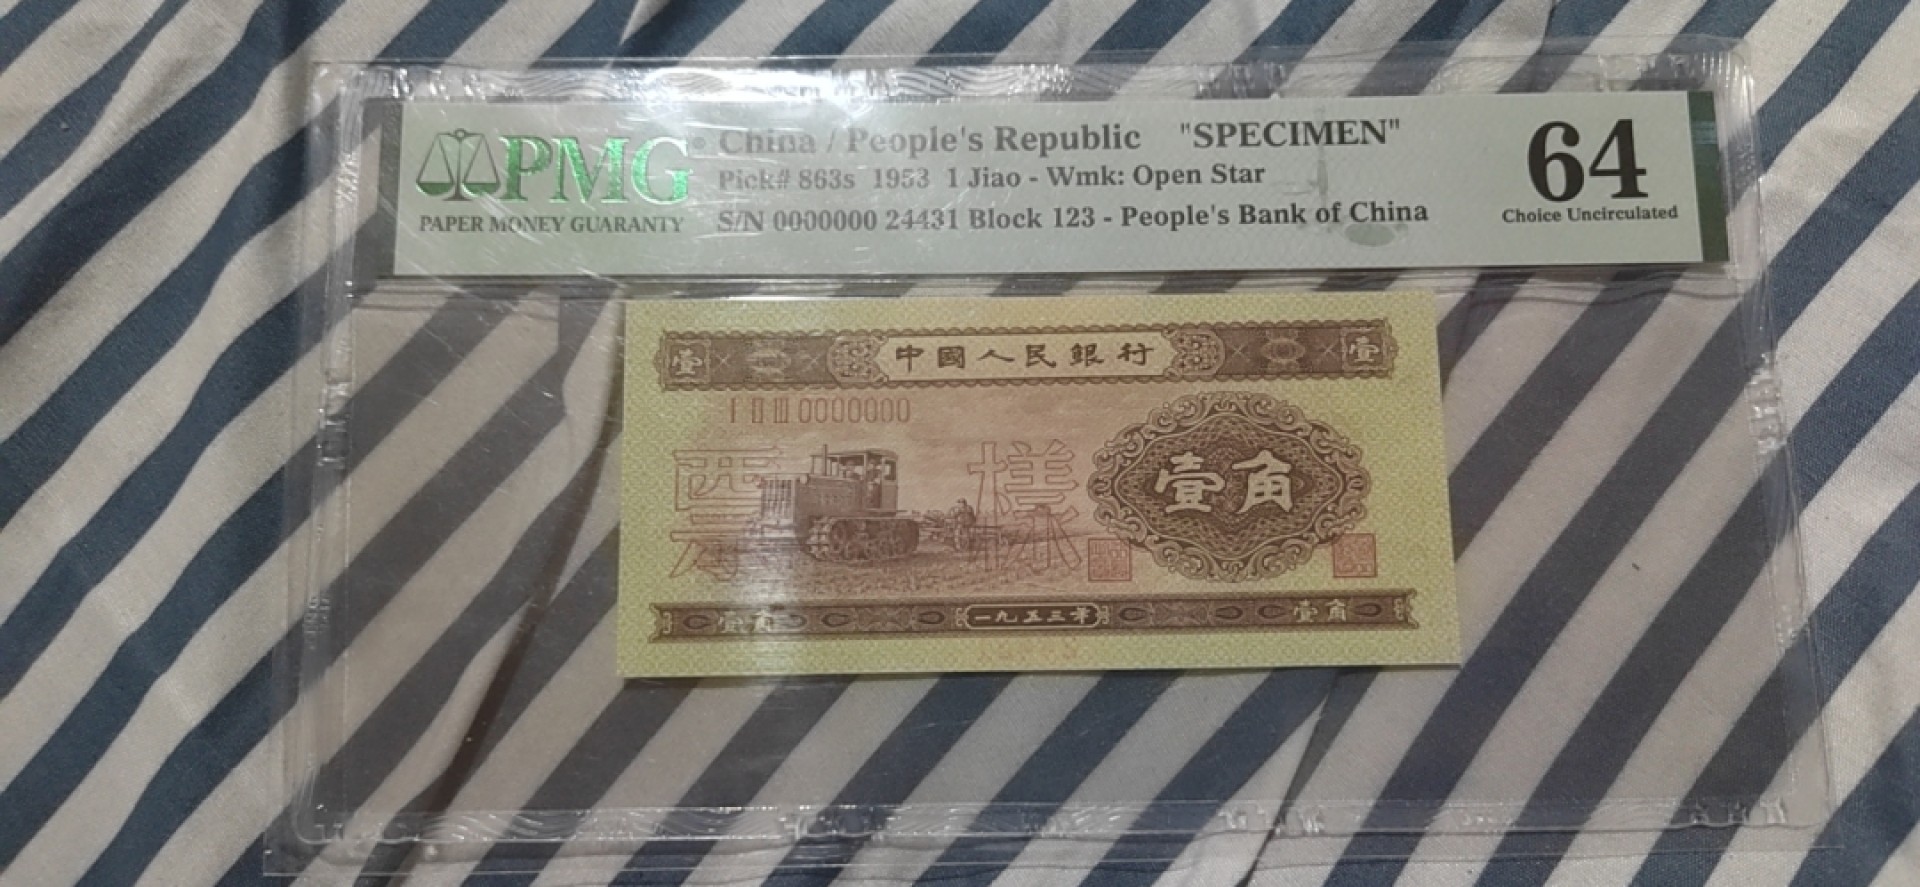 PMG
PAPER MONEY GUARANTY
China / People's Republic "SPECIMEN"
Pick# 863s 1953 1 Jiao - Wmk: Open Star
S/N 0000000 24431 Block 123 - People's Bank of China
64
Choice Uncirculated
壹 中國人民銀行 壹
I II III 0000000
票樣
壹角
壹角 一九五三年 壹角